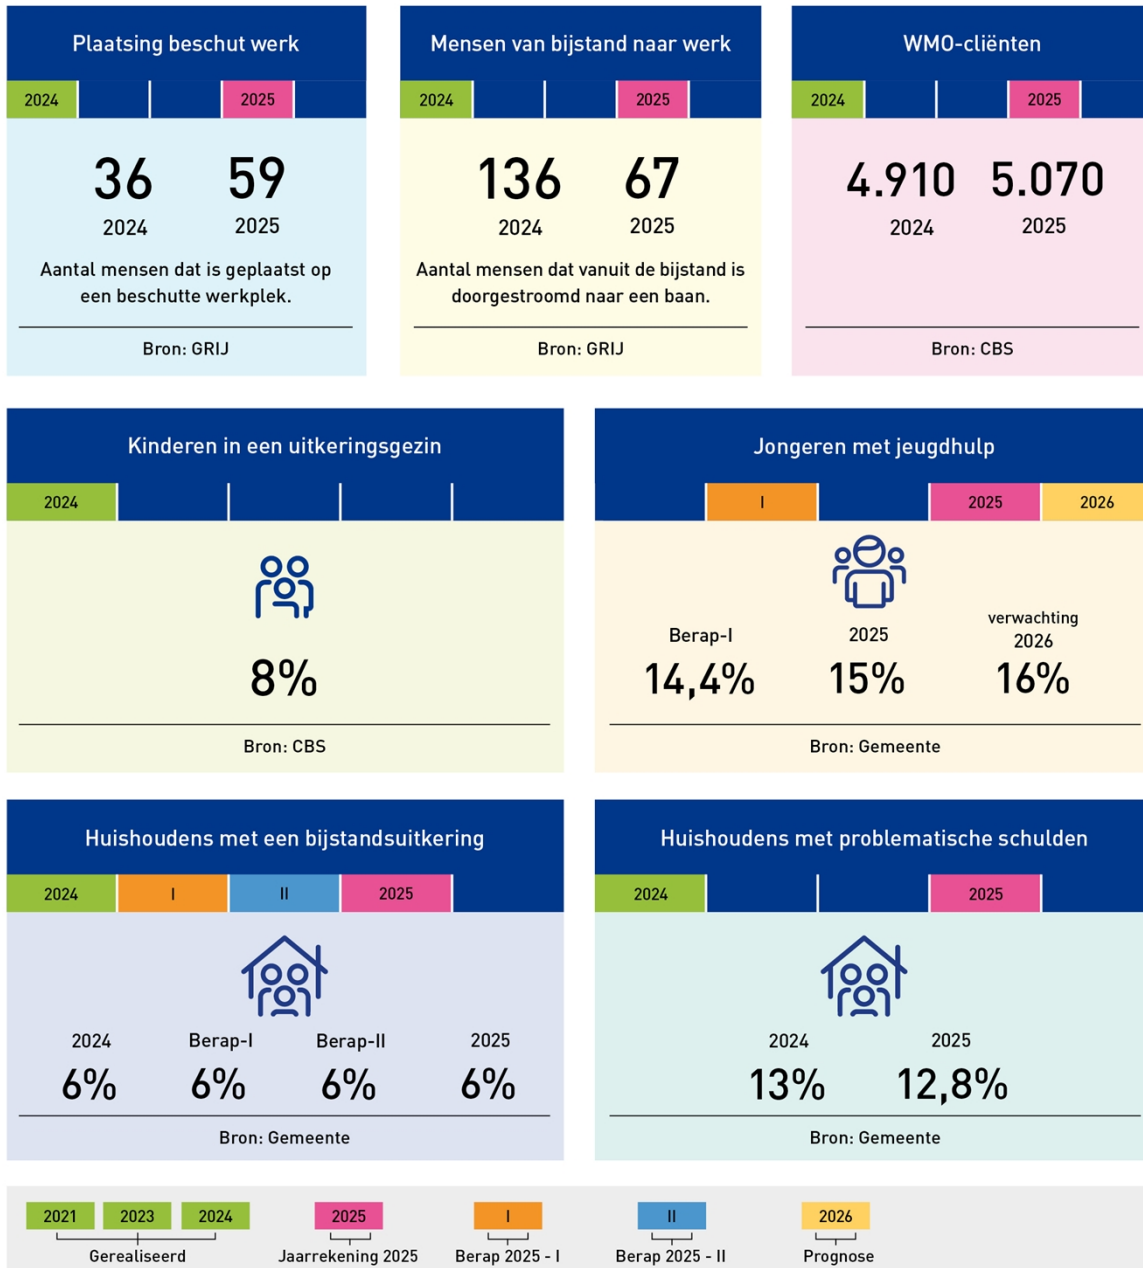 Plaatsing beschut werk
2024 2025
36 59
2024 2025
Aantal mensen dat is geplaatst op
een beschutte werkplek.
Bron: GRIJ
Mensen van bijstand naar werk
2024 2025
136 67
2024 2025
Aantal mensen dat vanuit de bijstand is
doorgestroomd naar een baan.
Bron: GRIJ
WMO-cliënten
2024 2025
4.910 5.070
2024 2025
Bron: CBS
Kinderen in een uitkeringsgezin
2024
8%
Bron: CBS
Jongeren met jeugdhulp
I 2025 2026
Berap-I 2025 verwachting
2026
14,4% 15% 16%
Bron: Gemeente
Huishoudens met een bijstandsuitkering
2024 I II 2025
2024 Berap-I Berap-II 2025
6% 6% 6% 6%
Bron: Gemeente
Huishoudens met problematische schulden
2024 2025
2024 2025
13% 12,8%
Bron: Gemeente
2021 2023 2024 2025 I II 2026
Gerealiseerd Jaarrekening 2025 Berap 2025 - I Berap 2025 - II Prognose